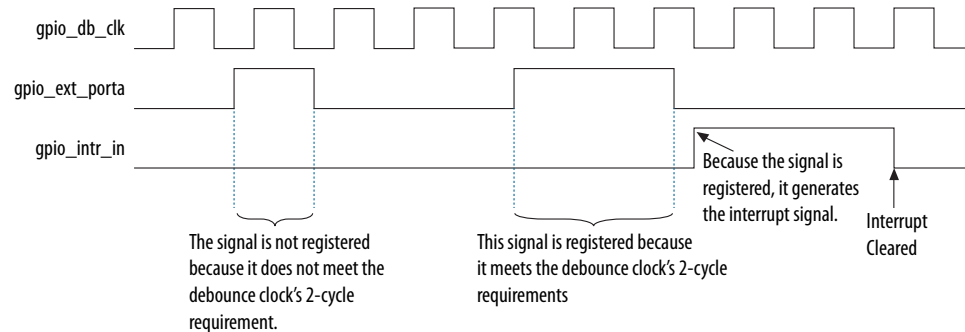 gpio_db_clk
gpio_ext_porta
gpio_intr_in
Because the signal is
registered, it generates
the interrupt signal.
Interrupt
Cleared
The signal is not registered
because it does not meet the
debounce clock's 2-cycle
requirement.
This signal is registered because
it meets the debounce clock's 2-cycle
requirements